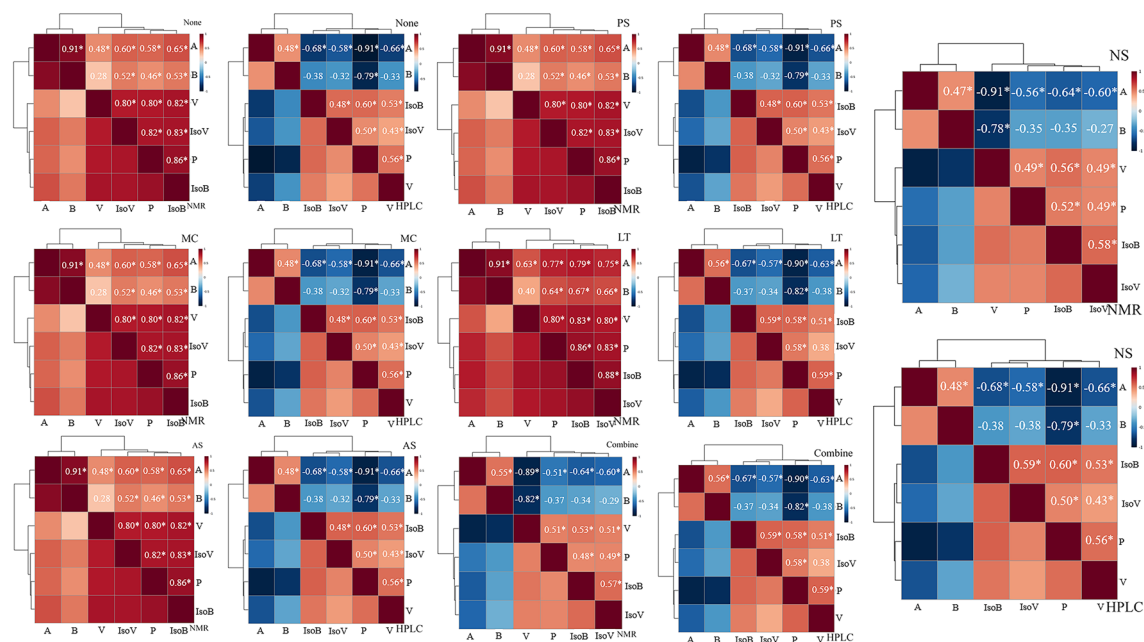 None
0.91* 0.48* 0.60* 0.58* 0.65* A
0.28 0.52* 0.46* 0.53* B
0.80* 0.80* 0.82* V
0.82* 0.83* IsoV
0.86* P
IsoB
A B V IsoV P IsoB NMR
None
0.48* -0.68* -0.58* -0.91* -0.66* A
-0.38 -0.32 -0.79* -0.33 B
0.48* 0.60* 0.53* IsoB
0.50* 0.43* IsoV
0.56* P
V
A B IsoB IsoV P V HPLC
PS
0.91* 0.48* 0.60* 0.58* 0.65* A
0.28 0.52* 0.46* 0.53* B
0.80* 0.80* 0.82* V
0.82* 0.83* IsoV
0.86* P
IsoB
A B V IsoV P IsoB NMR
PS
0.48* -0.68* -0.58* -0.91* -0.66* A
-0.38 -0.32 -0.79* -0.33 B
0.48* 0.60* 0.53* IsoB
0.50* 0.43* IsoV
0.56* P
V
A B IsoB IsoV P V HPLC
NS
0.47* -0.91* -0.56* -0.64* -0.60* A
-0.78* -0.35 -0.35 -0.27 B
0.49* 0.56* 0.49* V
0.52* 0.49* P
0.58* IsoB
IsoV
A B V P IsoB IsoV NMR
MC
0.91* 0.48* 0.60* 0.58* 0.65* A
0.28 0.52* 0.46* 0.53* B
0.80* 0.80* 0.82* V
0.82* 0.83* IsoV
0.86* P
IsoB
A B V IsoV P IsoB NMR
MC
0.48* -0.68* -0.58* -0.91* -0.66* A
-0.38 -0.32 -0.79* -0.33 B
0.48* 0.60* 0.53* IsoB
0.50* 0.43* IsoV
0.56* P
V
A B IsoB IsoV P V HPLC
LT
0.91* 0.63* 0.77* 0.79* 0.75* A
0.40 0.64* 0.67* 0.66* B
0.80* 0.83* 0.80* V
0.86* 0.83* P
0.88* IsoB
IsoV
A B V P IsoB IsoV NMR
LT
0.56* -0.67* -0.57* -0.90* -0.63* A
-0.37 -0.34 -0.82* -0.38 B
0.59* 0.58* 0.51* IsoB
0.58* 0.38 IsoV
0.59* P
V
A B IsoB IsoV P V HPLC
NS
0.48* -0.68* -0.58* -0.91* -0.66* A
-0.38 -0.38 -0.79* -0.33 B
0.59* 0.60* 0.53* IsoB
0.50* 0.43* IsoV
0.56* P
V
A B IsoB IsoV P V HPLC
AS
0.91* 0.48* 0.60* 0.58* 0.65* A
0.28 0.52* 0.46* 0.53* B
0.80* 0.80* 0.82* V
0.82* 0.83* IsoV
0.86* P
IsoB
A B V IsoV P IsoB NMR
AS
0.48* -0.68* -0.58* -0.91* -0.66* A
-0.38 -0.32 -0.79* -0.33 B
0.48* 0.60* 0.53* IsoB
0.50* 0.43* IsoV
0.56* P
V
A B IsoB IsoV P V HPLC
Combine
0.55* -0.89* -0.51* -0.64* -0.60* A
-0.82* -0.37 -0.34 -0.29 B
0.51* 0.53* 0.51* V
0.48* 0.49* P
0.57* IsoB
IsoV
A B V P IsoB IsoV NMR
Combine
0.56* -0.67* -0.57* -0.90* -0.63* A
-0.37 -0.34 -0.82* -0.38 B
0.59* 0.58* 0.51* IsoB
0.58* 0.38 IsoV
0.59* P
V
A B IsoB IsoV P V HPLC